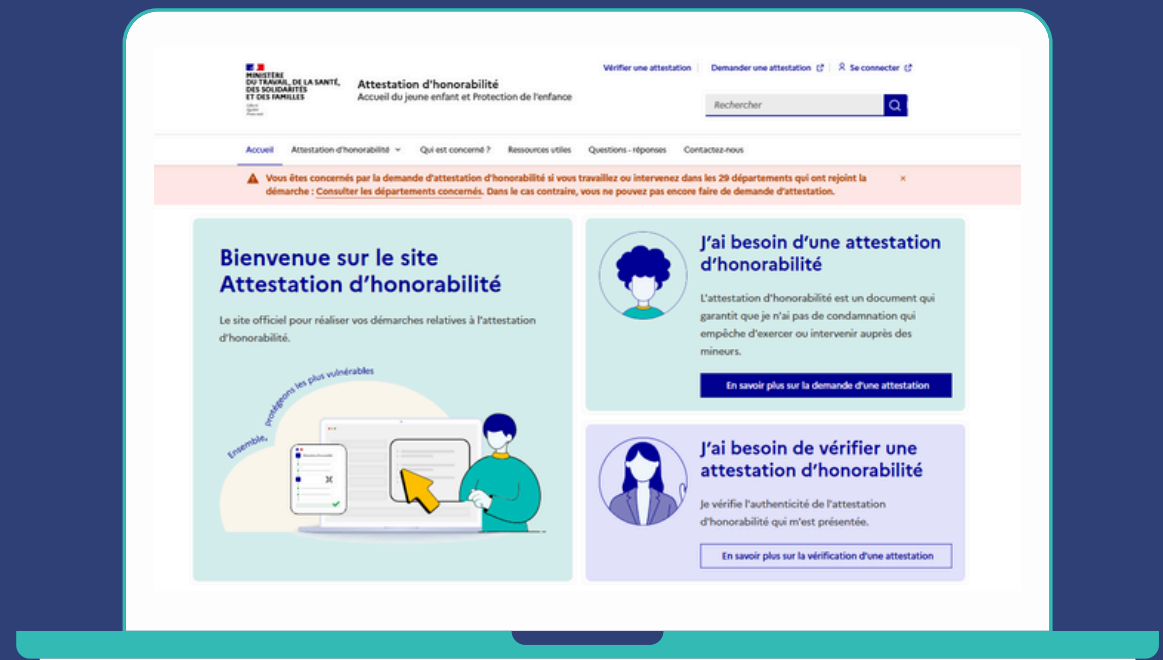 MINISTÈRE
DU TRAVAIL, DE LA SANTÉ,
DES SOLIDARITÉS
ET DES FAMILLES
Attestation d'honorabilité
Accueil du jeune enfant et Protection de l'enfance
Vérifier une attestation
Demander une attestation
Se connecter
Rechercher
Accueil
Attestation d'honorabilité
Qui est concerné ?
Ressources utiles
Questions - réponses
Contactez-nous
Vous êtes concernés par la demande d'attestation d'honorabilité si vous travaillez ou intervenez dans les 29 départements qui ont rejoint la
démarche : Consulter les départements concernés. Dans le cas contraire, vous ne pouvez pas encore faire de demande d'attestation.
Bienvenue sur le site
Attestation d'honorabilité
Le site officiel pour réaliser vos démarches relatives à l'attestation
d'honorabilité.
Ensemble, protégeons les plus vulnérables
J'ai besoin d'une attestation
d'honorabilité
L'attestation d'honorabilité est un document qui
garantit que je n'ai pas de condamnation qui
empêche d'exercer ou intervenir auprès des
mineurs.
En savoir plus sur la demande d'une attestation
J'ai besoin de vérifier une
attestation d'honorabilité
Je vérifie l'authenticité de l'attestation
d'honorabilité qui m'est présentée.
En savoir plus sur la vérification d'une attestation